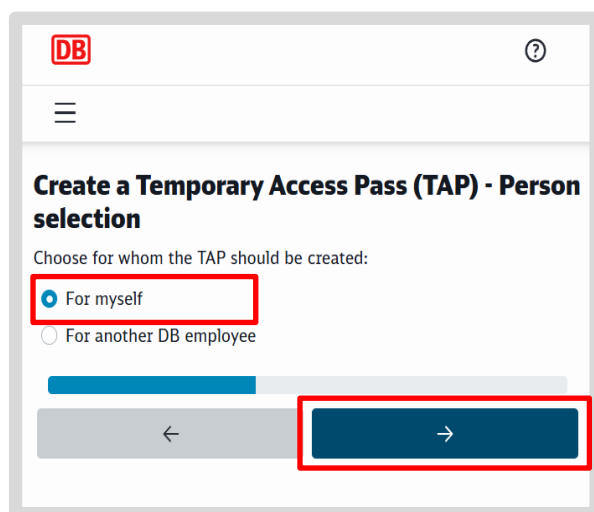 DB
Create a Temporary Access Pass (TAP) - Person
selection
Choose for whom the TAP should be created:
For myself
For another DB employee